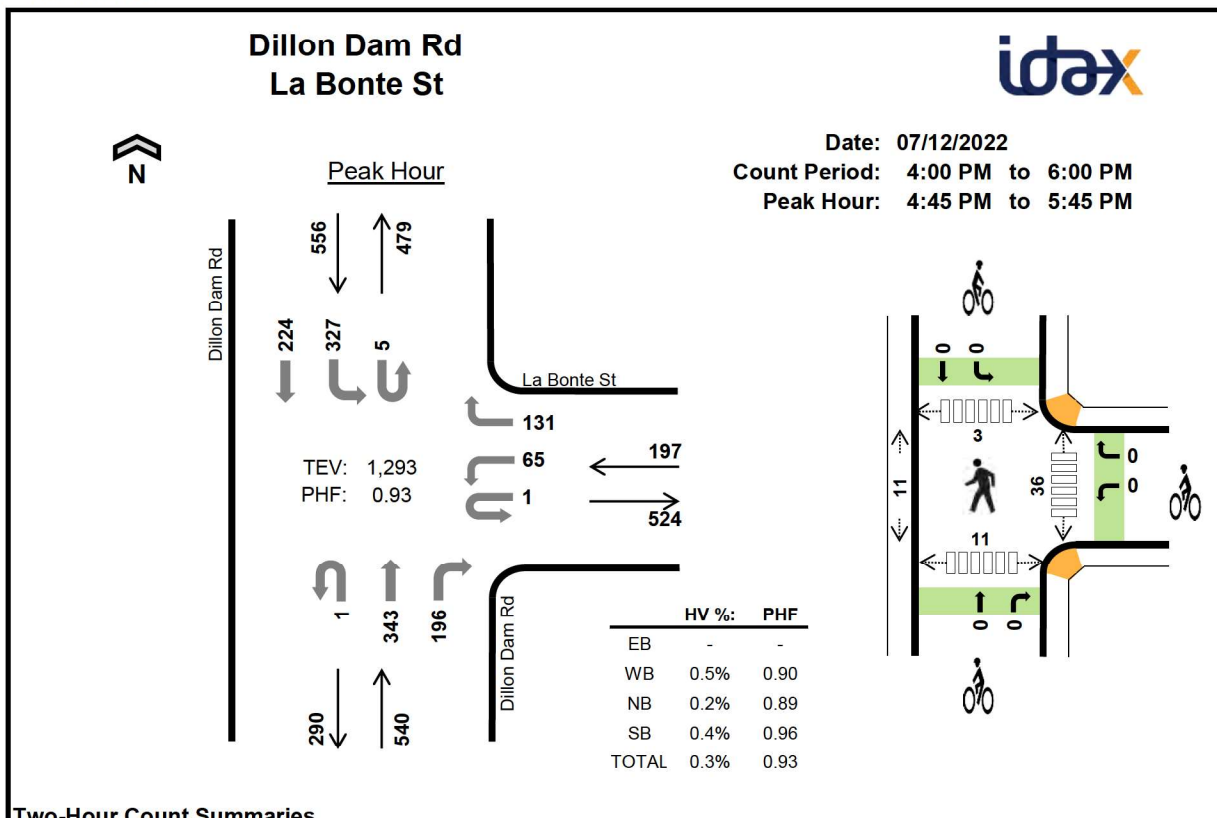 Dillon Dam Rd
La Bonte St
idax
Date: 07/12/2022
Count Period: 4:00 PM to 6:00 PM
Peak Hour: 4:45 PM to 5:45 PM
N
Peak Hour
556
479
Dillon Dam Rd
224
327
5
La Bonte St
131
65
1
197
524
TEV: 1,293
PHF: 0.93
1
343
196
290
540
Dillon Dam Rd
HV %: PHF
EB - -
WB 0.5% 0.90
NB 0.2% 0.89
SB 0.4% 0.96
TOTAL 0.3% 0.93
0
0
3
11
36
0
0
11
0
0
Two-Hour Count Summaries